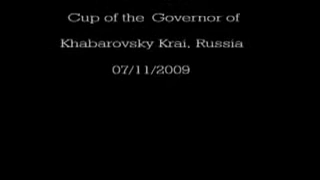 Cup of the Governor of
Khabarovsky Krai, Russia
07/11/2009